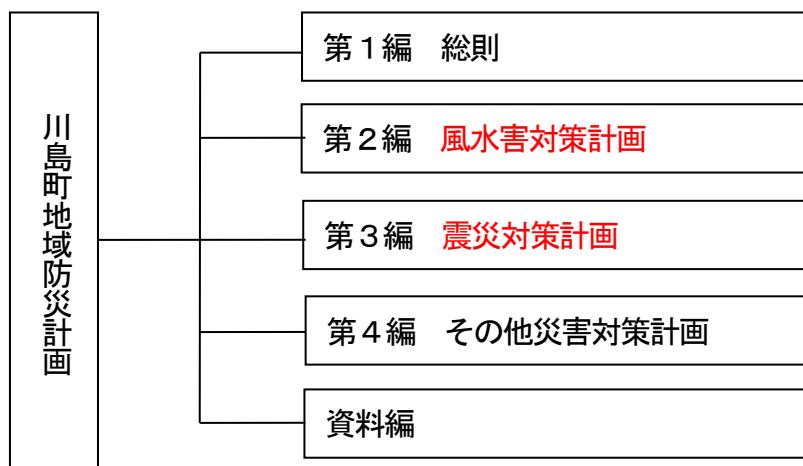 川島町地域防災計画
第１編　総則
第２編　風水害対策計画
第３編　震災対策計画
第４編　その他災害対策計画
資料編